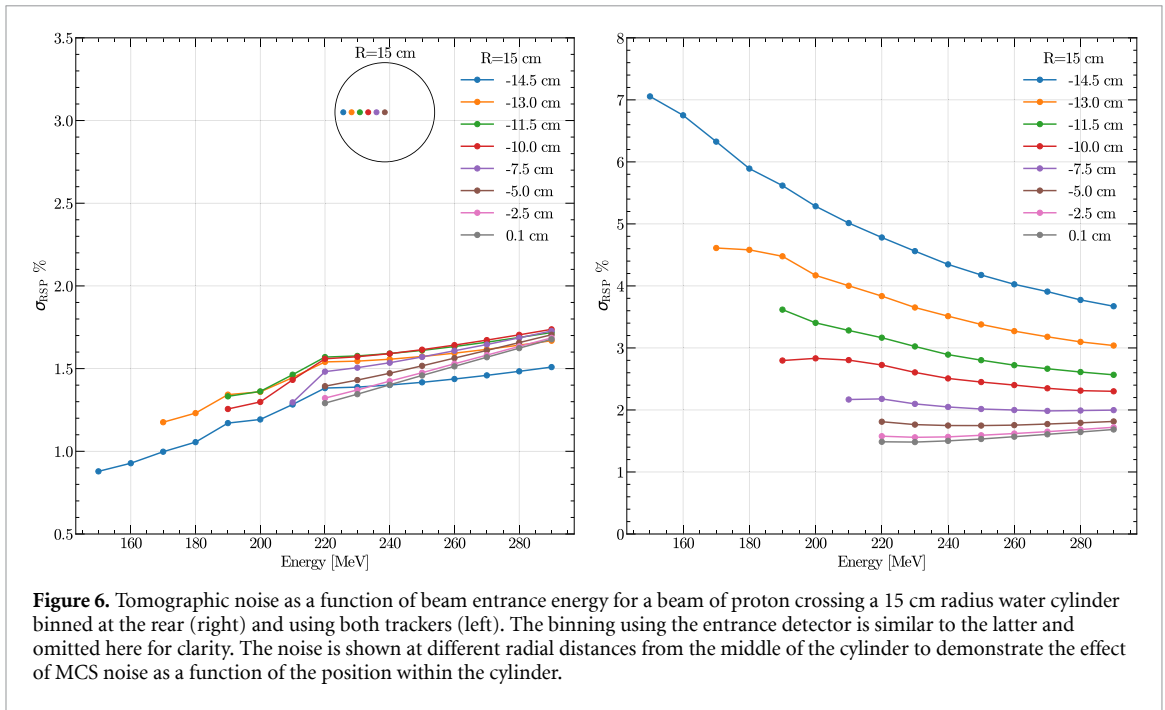 3.5
3.0
2.5
2.0
1.5
1.0
0.5
σRSP %
160 180 200 220 240 260 280
Energy [MeV]
R=15 cm
R=15 cm
-14.5 cm
-13.0 cm
-11.5 cm
-10.0 cm
-7.5 cm
-5.0 cm
-2.5 cm
0.1 cm
8
7
6
5
4
3
2
1
0
σRSP %
160 180 200 220 240 260 280
Energy [MeV]
R=15 cm
-14.5 cm
-13.0 cm
-11.5 cm
-10.0 cm
-7.5 cm
-5.0 cm
-2.5 cm
0.1 cm
Figure 6. Tomographic noise as a function of beam entrance energy for a beam of proton crossing a 15 cm radius water cylinder
binned at the rear (right) and using both trackers (left). The binning using the entrance detector is similar to the latter and
omitted here for clarity. The noise is shown at different radial distances from the middle of the cylinder to demonstrate the effect
of MCS noise as a function of the position within the cylinder.